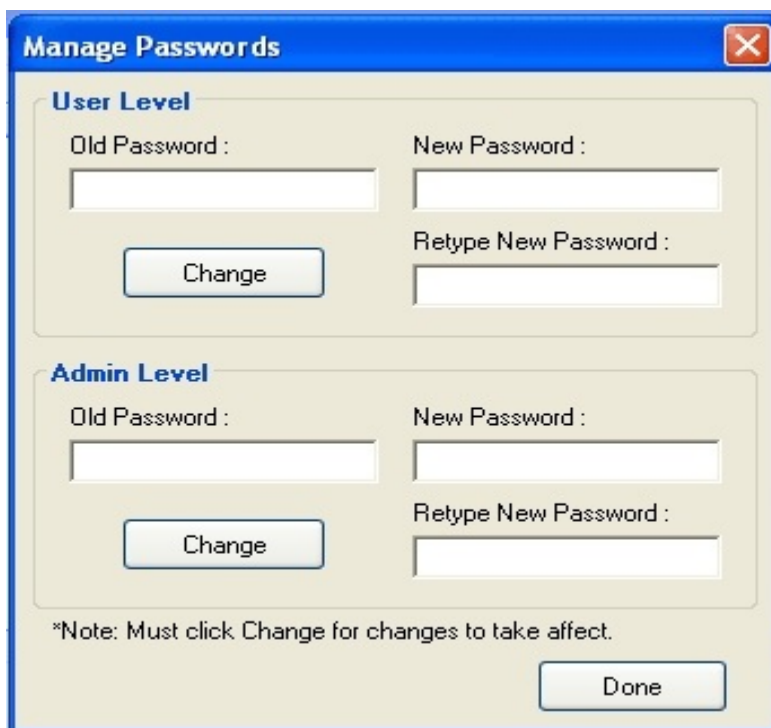 Manage Passwords
User Level
Old Password :
New Password :
Retype New Password :
Change
Admin Level
Old Password :
New Password :
Retype New Password :
Change
*Note: Must click Change for changes to take affect.
Done